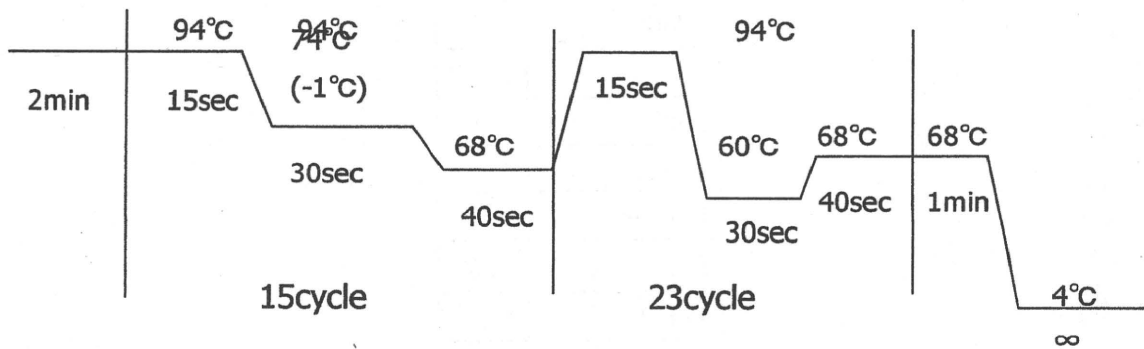 94℃
94℃
74℃
(-1℃)
94℃
2min
15sec
15sec
30sec
68℃
40sec
60℃
30sec
68℃
40sec
68℃
1min
15cycle
23cycle
4℃
∞